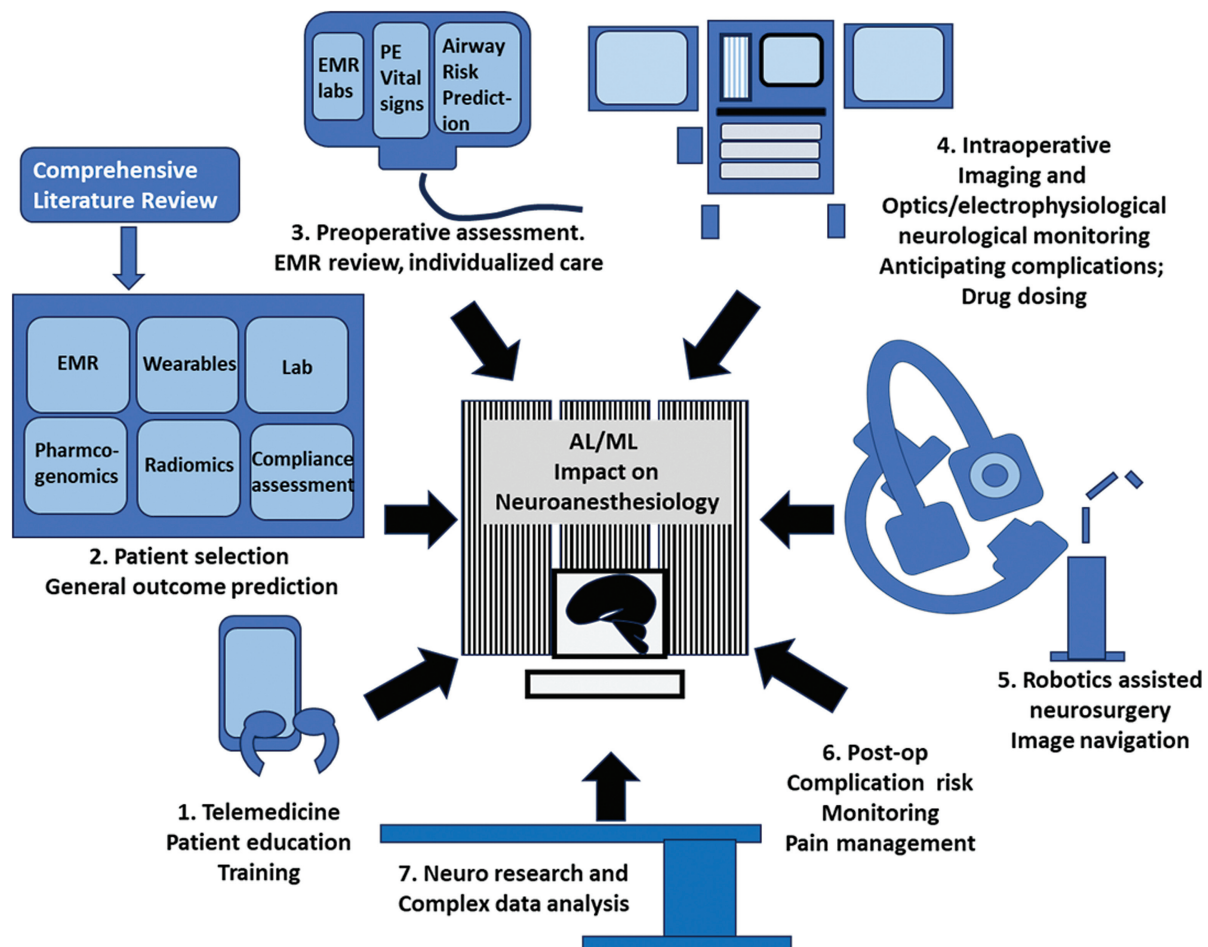 Comprehensive
Literature Review
EMR
labs
PE
Vital
signs
Airway
Risk
Predict-
ion
3. Preoperative assessment.
EMR review, individualized care
4. Intraoperative
Imaging and
Optics/electrophysiological
neurological monitoring
Anticipating complications;
Drug dosing
EMR
Wearables
Lab
Pharmco-
genomics
Radiomics
Compliance
assessment
2. Patient selection
General outcome prediction
AL/ML
Impact on
Neuroanesthesiology
1. Telemedicine
Patient education
Training
5. Robotics assisted
neurosurgery
Image navigation
6. Post-op
Complication risk
Monitoring
Pain management
7. Neuro research and
Complex data analysis